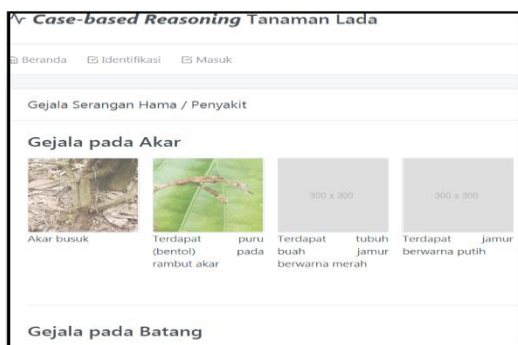 Case-based Reasoning Tanaman Lada
Beranda Identifikasi Masuk
Gejala Serangan Hama / Penyakit
Gejala pada Akar
300 x 300 300 x 300
Akar busuk
Terdapat puru
(bentol) pada
rambut akar
Terdapat tubuh
buah jamur
berwarna merah
Terdapat jamur
berwarna putih
Gejala pada Batang